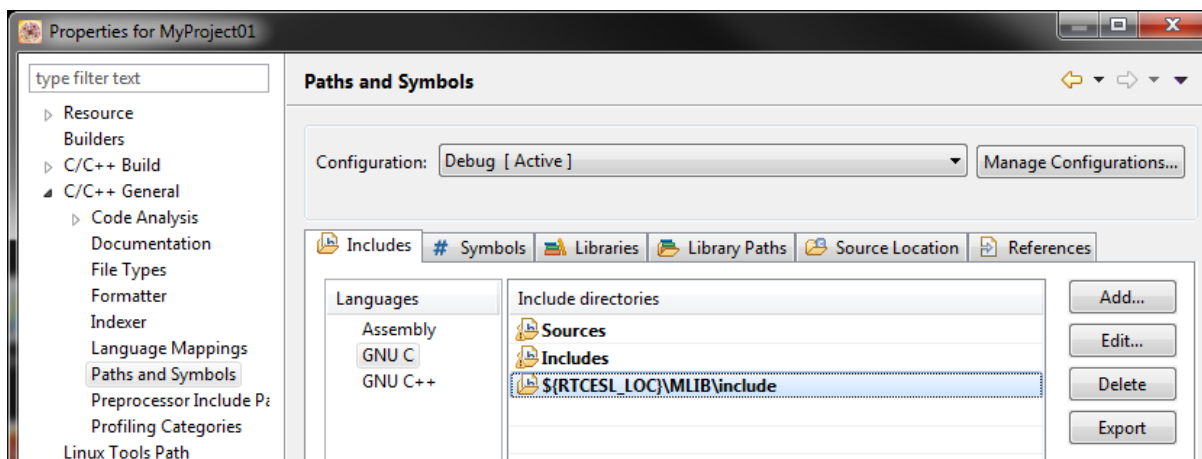 Properties for MyProject01
type filter text
Resource
Builders
C/C++ Build
C/C++ General
Code Analysis
Documentation
File Types
Formatter
Indexer
Language Mappings
Paths and Symbols
Preprocessor Include Pa
Profiling Categories
Linux Tools Path
Paths and Symbols
Configuration: Debug [ Active ] Manage Configurations...
Includes # Symbols Libraries Library Paths Source Location References
Languages
Assembly
GNU C
GNU C++
Include directories
Sources
Includes
${RTCESL_LOC}\MLIB\include
Add...
Edit...
Delete
Export